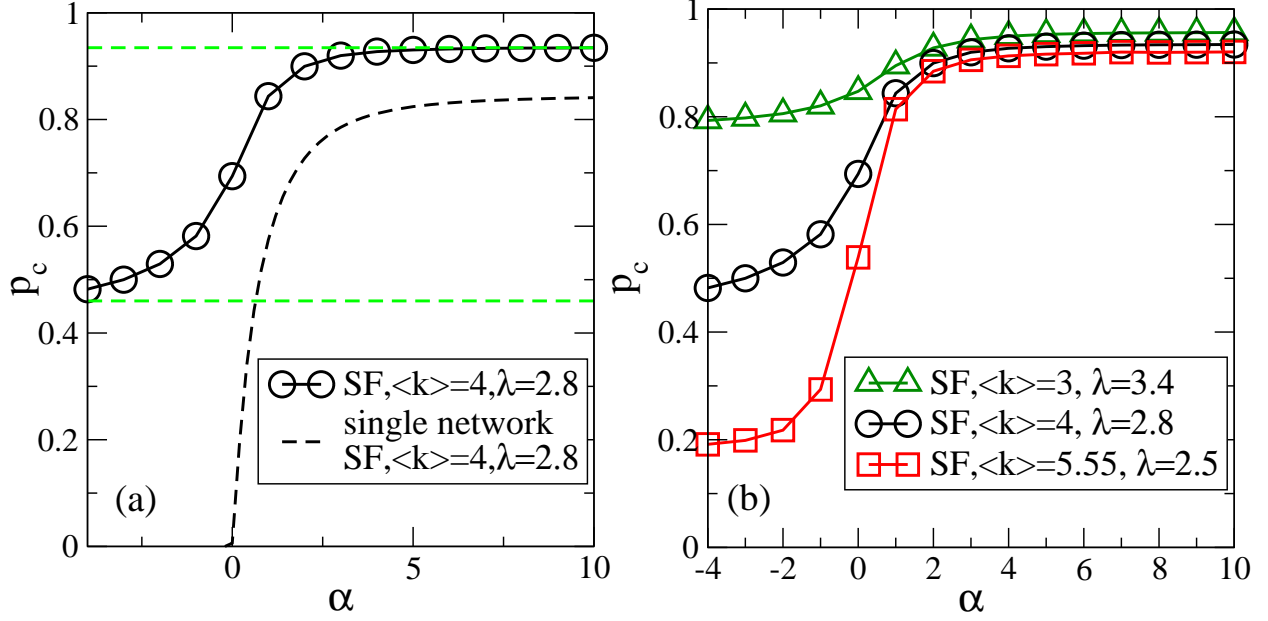 1
0.8
0.6
0.4
0.2
0
p_c
0
5
10
α
(a)
SF,<k>=4,λ=2.8
single network
SF,<k>=4,λ=2.8
1
0.8
0.6
0.4
0.2
0
p_c
-4
-2
0
2
4
6
8
10
α
(b)
SF,<k>=3, λ=3.4
SF,<k>=4, λ=2.8
SF,<k>=5.55, λ=2.5